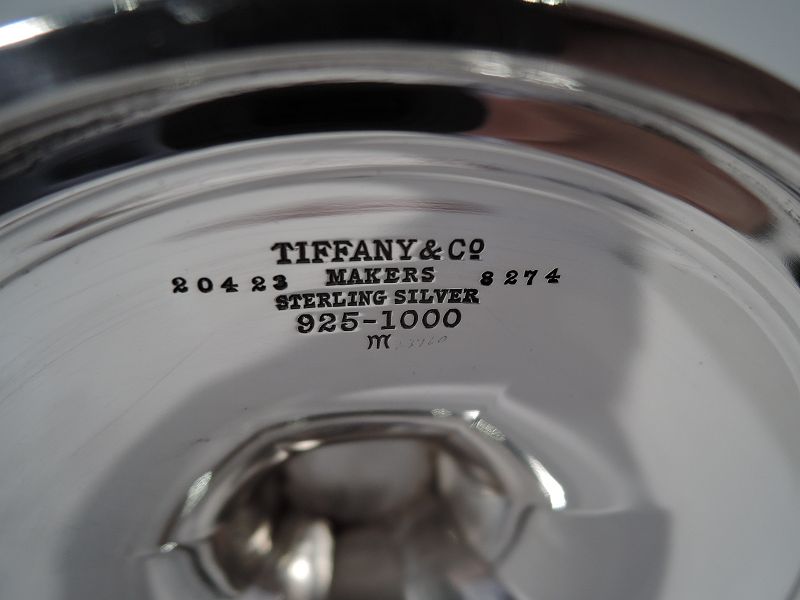 TIFFANY & Cº
20423 MAKERS 8274
STERLING SILVER
925-1000
m